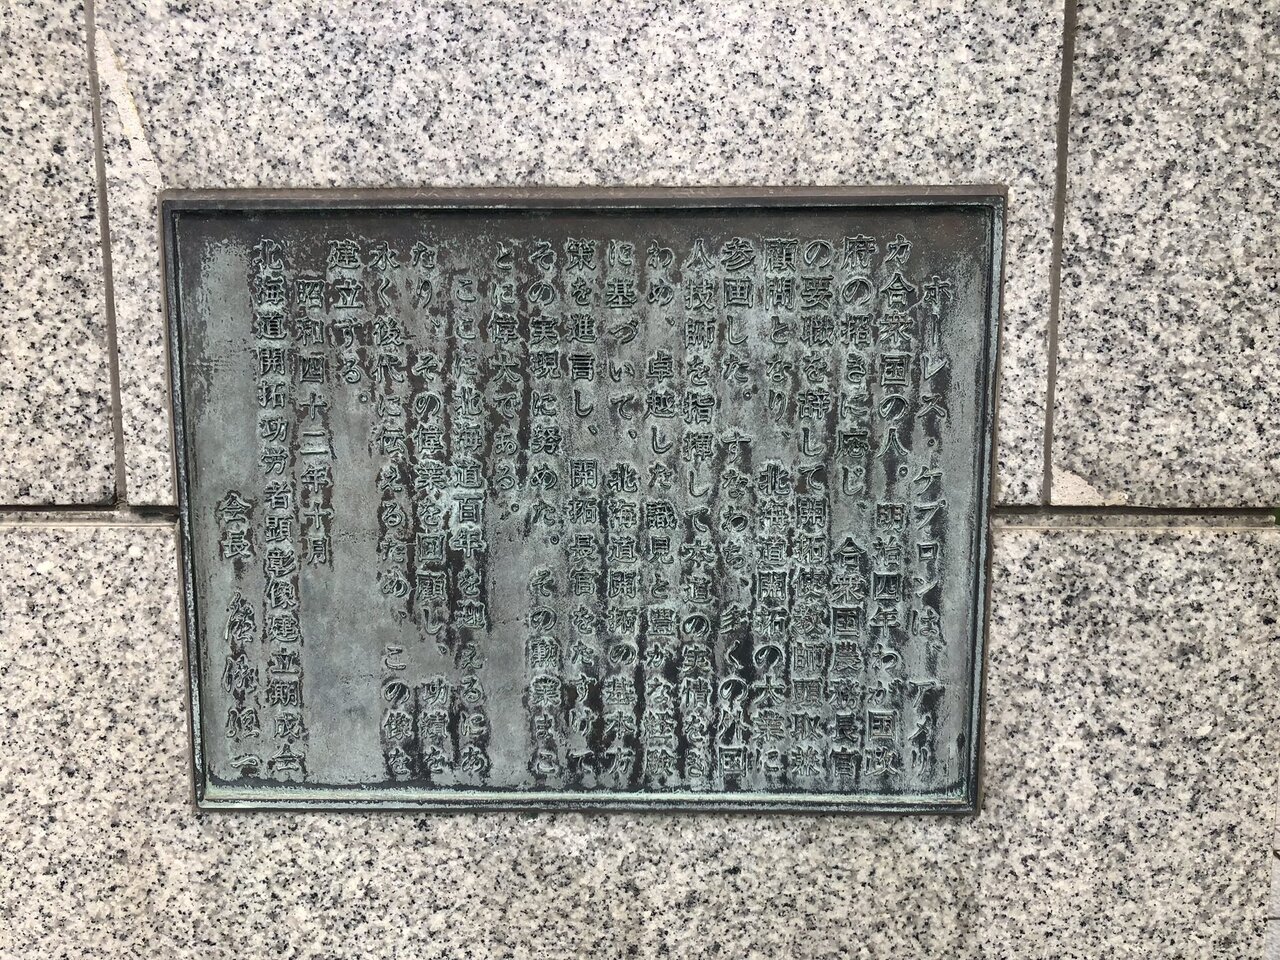 ホーレス・ケプロンは、アメリ
カ合衆国の人。明治四年わが国政
府の招きに応じ、合衆国農務長官
の要職を辞して開拓使教師頭取兼
顧問となり、北海道開拓の大業に
参画した。すなわち、多くの外国
人技師を指揮して本道の実情をき
わめ、卓越した識見と豊かな経験
に基づいて、北海道開拓の基本方
策を進言し、開拓長官をたすけて
その実現に努めた。その勲業まこ
とに偉大である。
ここに北海道百年を迎えるにあ
たり、その偉業を回顧し、功績を
永く後代に伝えるため、この像を
建立する。
昭和四十二年十月
北海道開拓功労者顕彰像建立期成会
会長